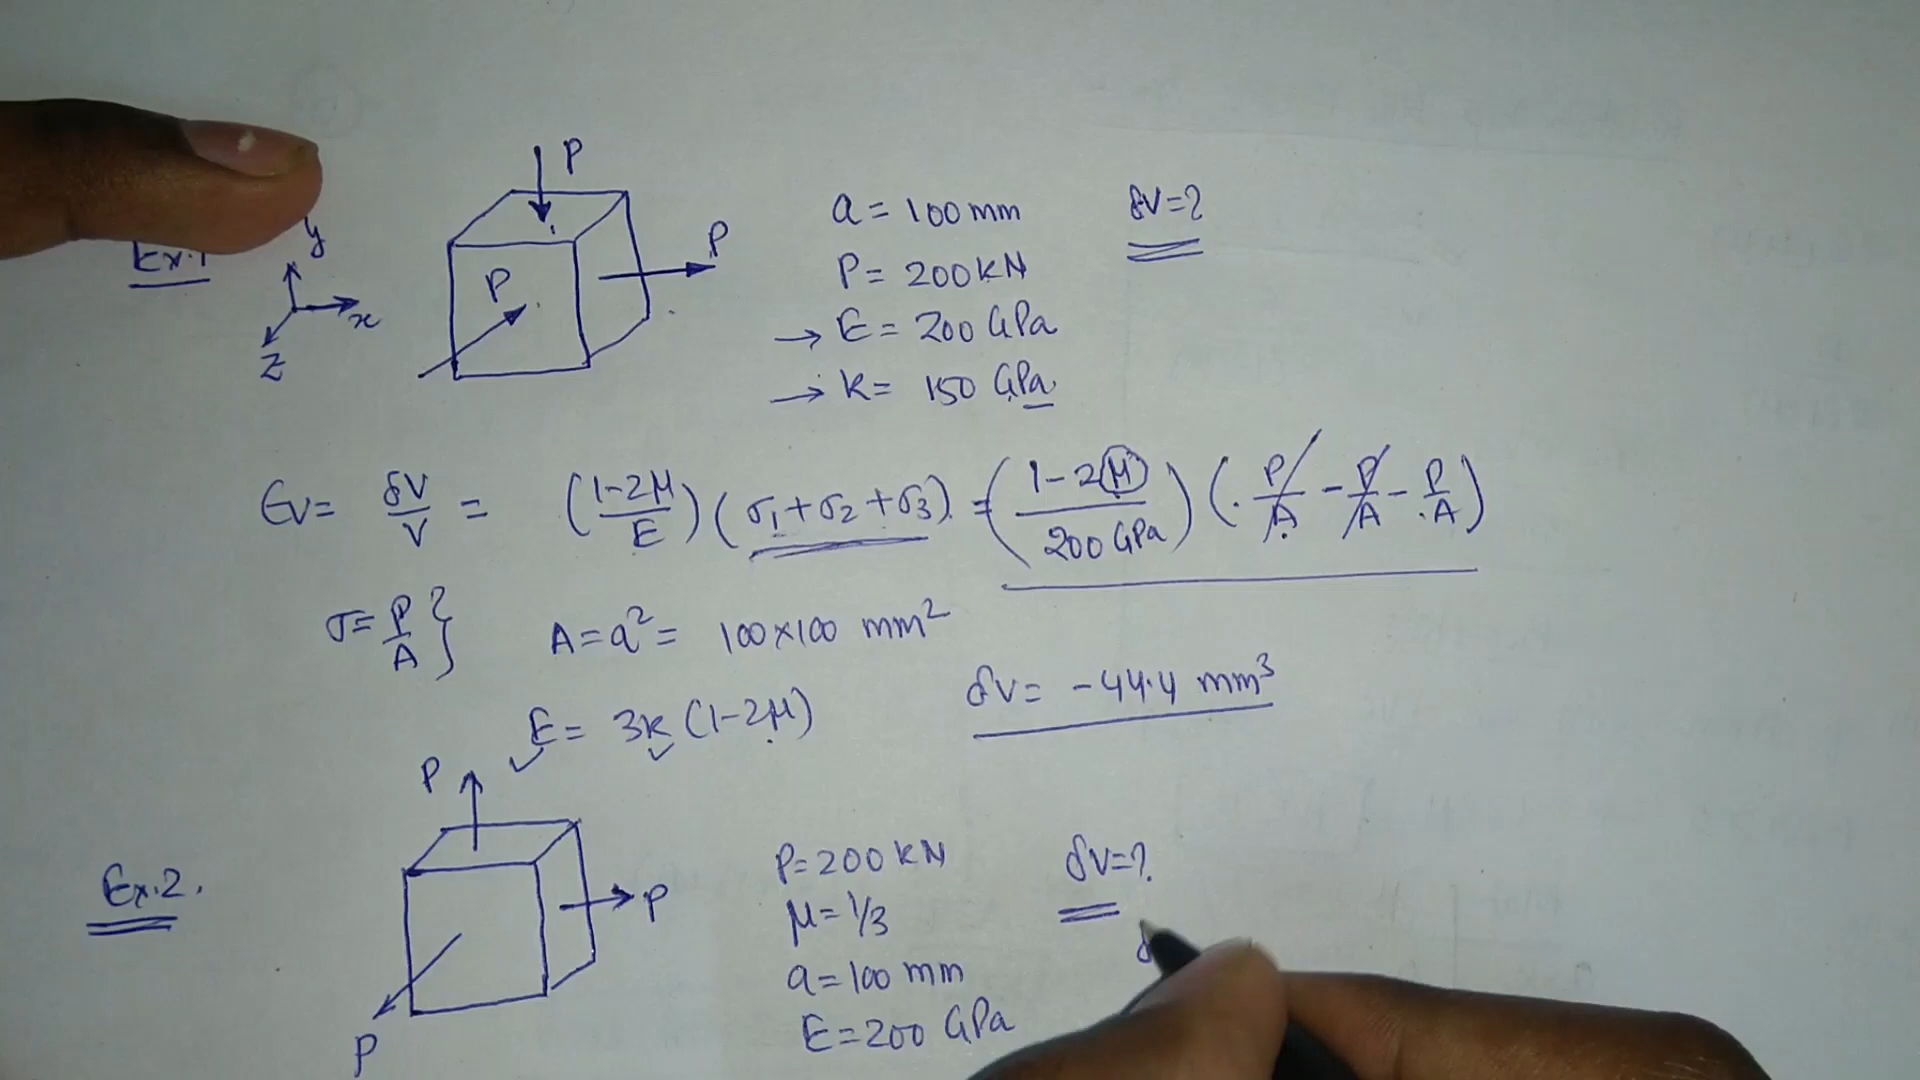 P
Ex.1
y
x
z
P
P
a = 100 mm
δV=?
P = 200 KN
→ E = 200 GPa
→ K = 150 GPa
ϵv = δV/V = (1-2μ/E) (σ1+σ2+σ3) = (1-2μ/200 GPa) (P/A - P/A - P/A)
σ= P/A }
A = a² = 100×100 mm²
E = 3K (1-2μ)
δV= -44.4 mm³
P
Ex.2.
P
P
P=200 KN
δV=?
μ= 1/3
a=100 mm
E=200 GPa